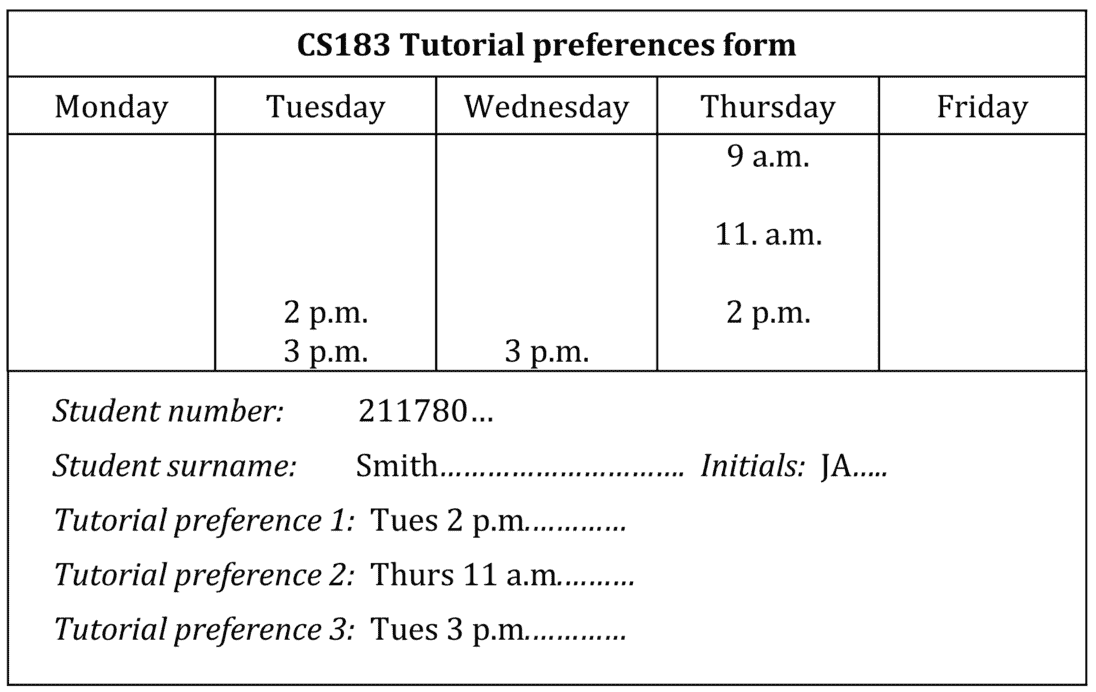 CS183 Tutorial preferences form
Monday Tuesday Wednesday Thursday Friday
9 a.m.
11. a.m.
2 p.m. 2 p.m.
3 p.m. 3 p.m.
Student number: 211780...
Student surname: Smith............................. Initials: JA.....
Tutorial preference 1: Tues 2 p.m.............
Tutorial preference 2: Thurs 11 a.m..........
Tutorial preference 3: Tues 3 p.m.............